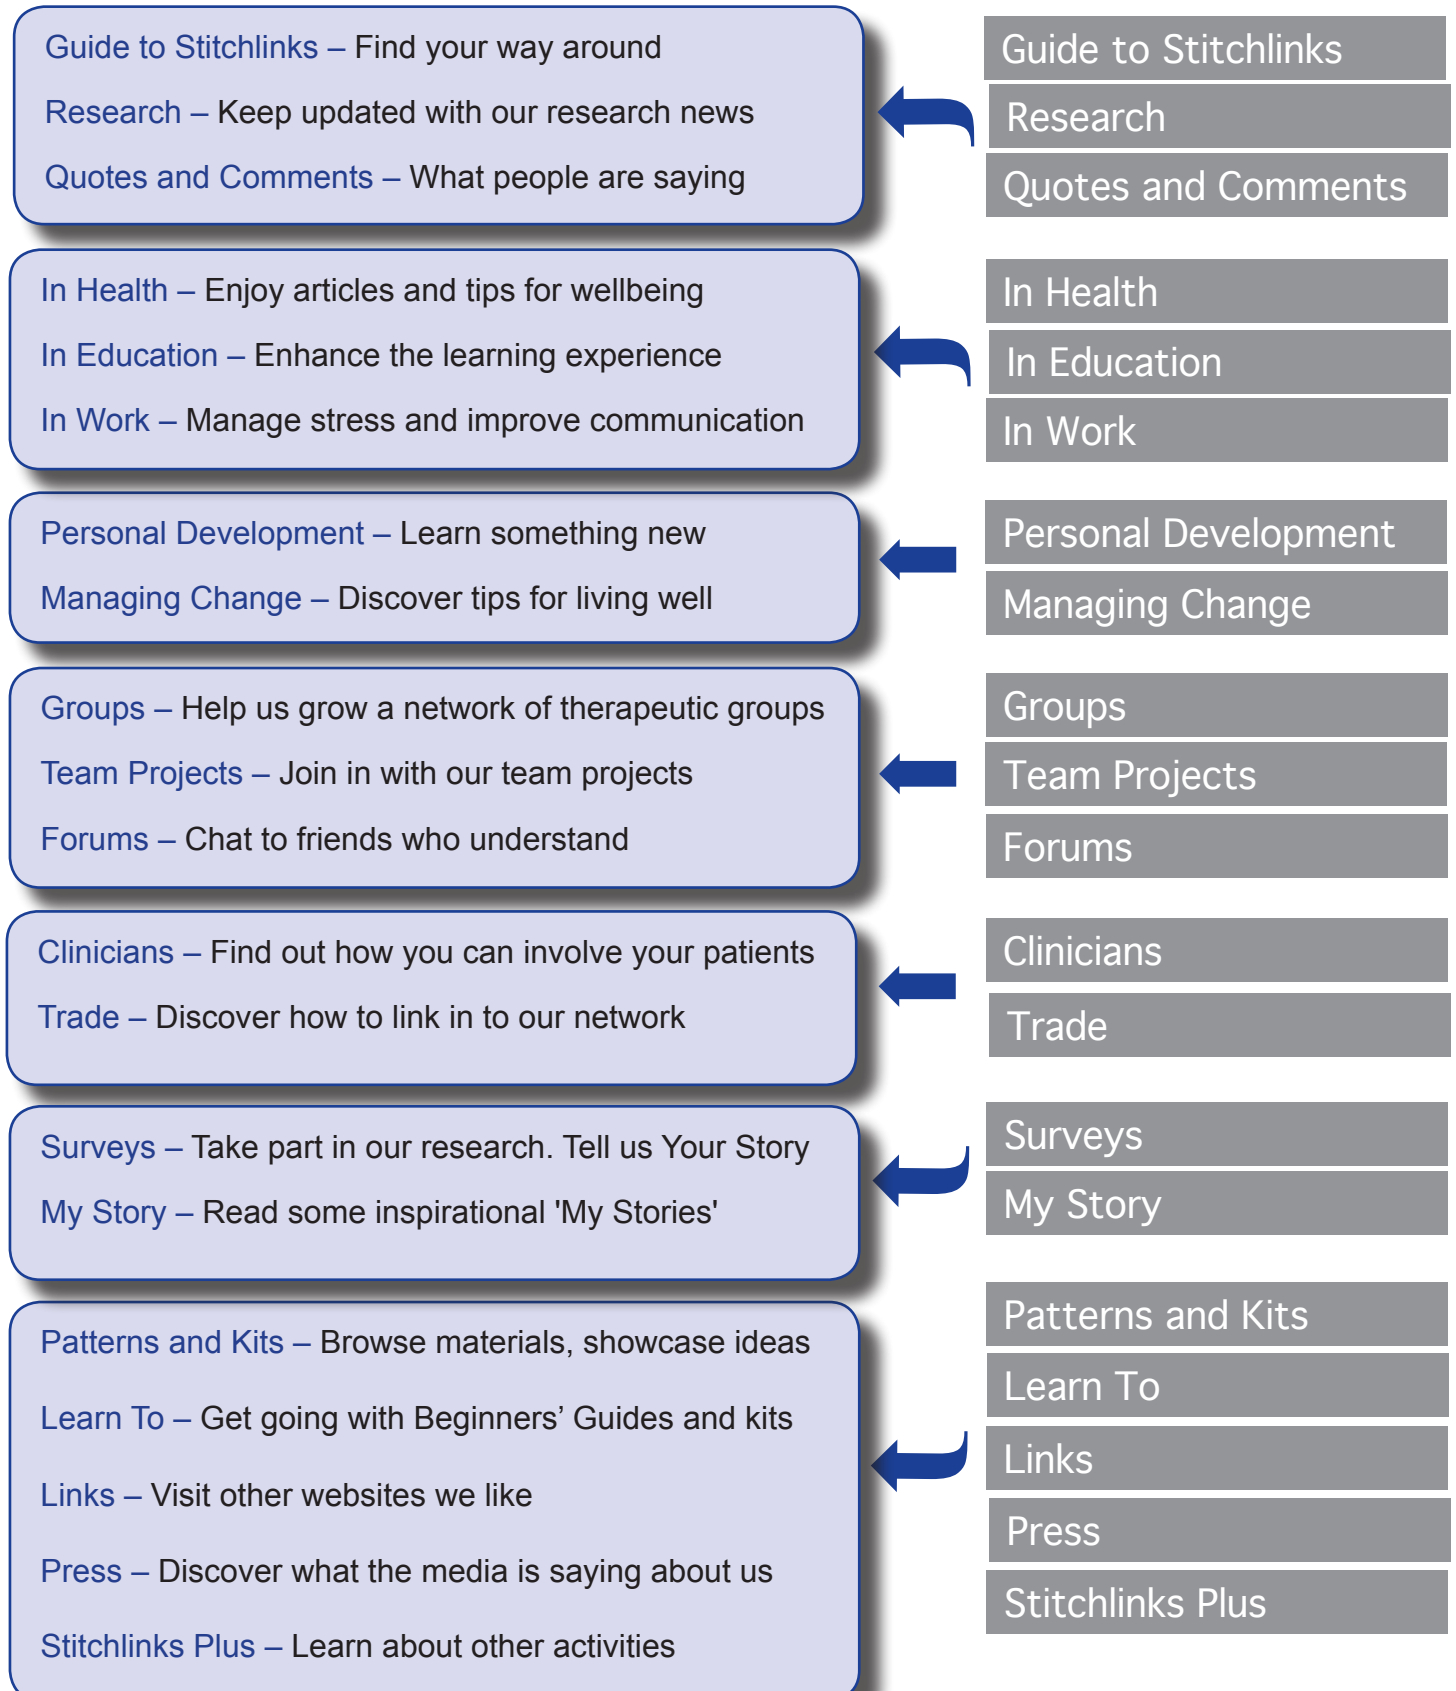 Guide to Stitchlinks – Find your way around
Research – Keep updated with our research news
Quotes and Comments – What people are saying
Guide to Stitchlinks
Research
Quotes and Comments
In Health – Enjoy articles and tips for wellbeing
In Education – Enhance the learning experience
In Work – Manage stress and improve communication
In Health
In Education
In Work
Personal Development – Learn something new
Managing Change – Discover tips for living well
Personal Development
Managing Change
Groups – Help us grow a network of therapeutic groups
Team Projects – Join in with our team projects
Forums – Chat to friends who understand
Groups
Team Projects
Forums
Clinicians – Find out how you can involve your patients
Trade – Discover how to link in to our network
Clinicians
Trade
Surveys – Take part in our research. Tell us Your Story
My Story – Read some inspirational 'My Stories'
Surveys
My Story
Patterns and Kits – Browse materials, showcase ideas
Learn To – Get going with Beginners’ Guides and kits
Links – Visit other websites we like
Press – Discover what the media is saying about us
Stitchlinks Plus – Learn about other activities
Patterns and Kits
Learn To
Links
Press
Stitchlinks Plus